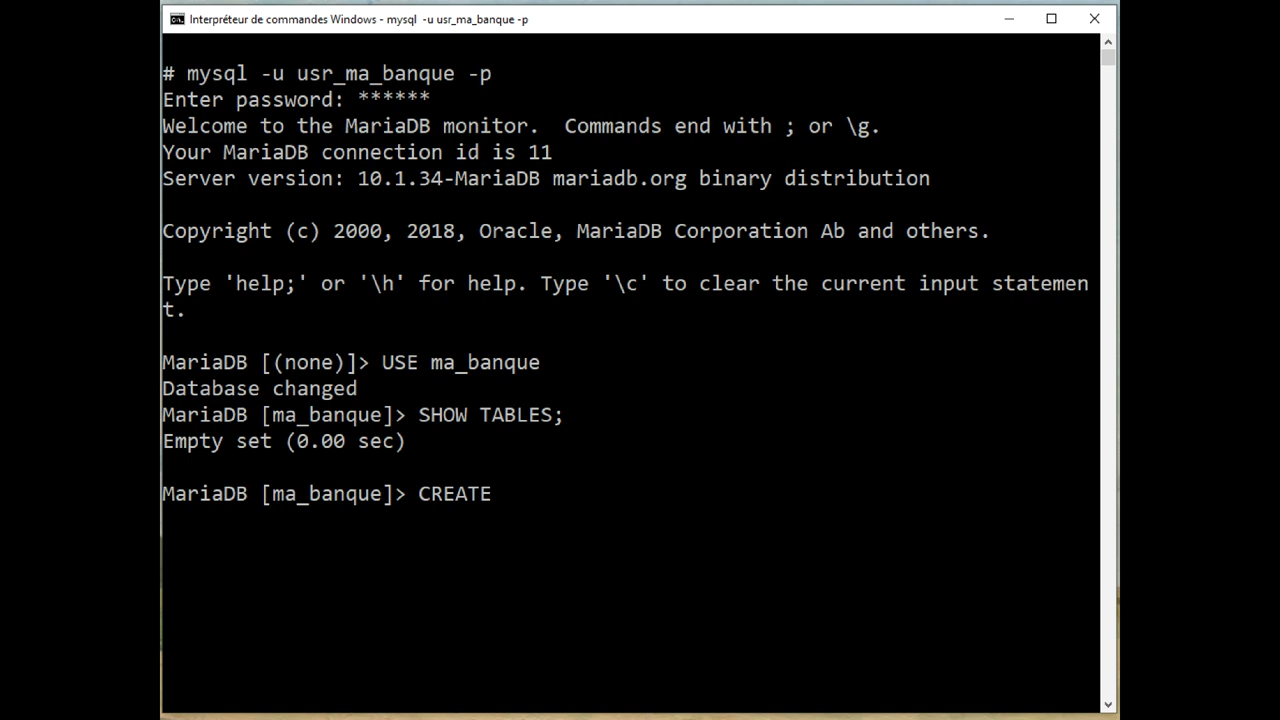 Interpréteur de commandes Windows - mysql -u usr_ma_banque -p
# mysql -u usr_ma_banque -p
Enter password: ******
Welcome to the MariaDB monitor.  Commands end with ; or \g.
Your MariaDB connection id is 11
Server version: 10.1.34-MariaDB mariadb.org binary distribution
Copyright (c) 2000, 2018, Oracle, MariaDB Corporation Ab and others.
Type 'help;' or '\h' for help. Type '\c' to clear the current input statemen
t.
MariaDB [(none)]> USE ma_banque
Database changed
MariaDB [ma_banque]> SHOW TABLES;
Empty set (0.00 sec)
MariaDB [ma_banque]> CREATE